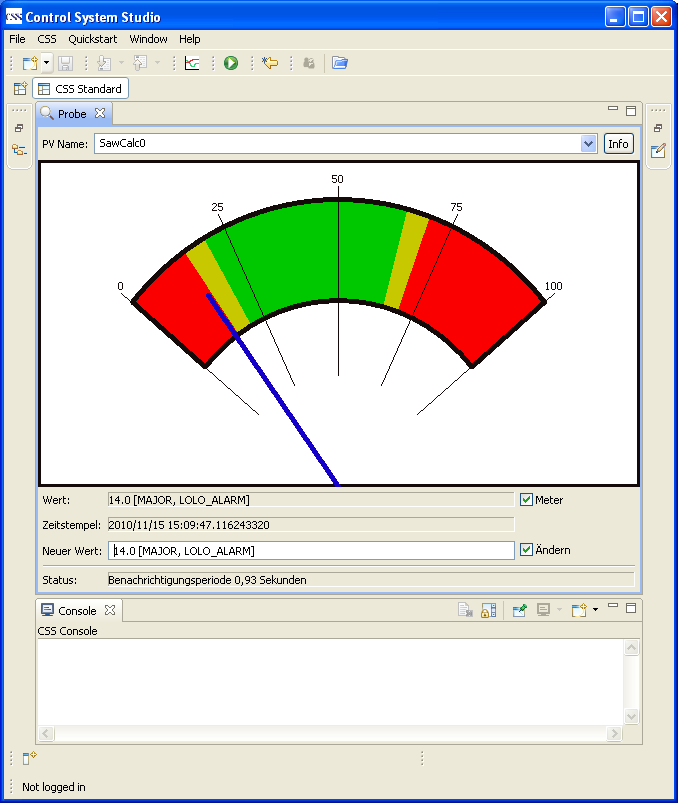 CSS Control System Studio
File CSS Quickstart Window Help
CSS Standard
Probe
PV Name: SawCalc0 Info
50
25 75
0 100
Wert: 14.0 [MAJOR, LOLO_ALARM] Meter
Zeitstempel: 2010/11/15 15:09:47.116243320
Neuer Wert: 14.0 [MAJOR, LOLO_ALARM] Ändern
Status: Benachrichtigungsperiode 0,93 Sekunden
Console
CSS Console
Not logged in